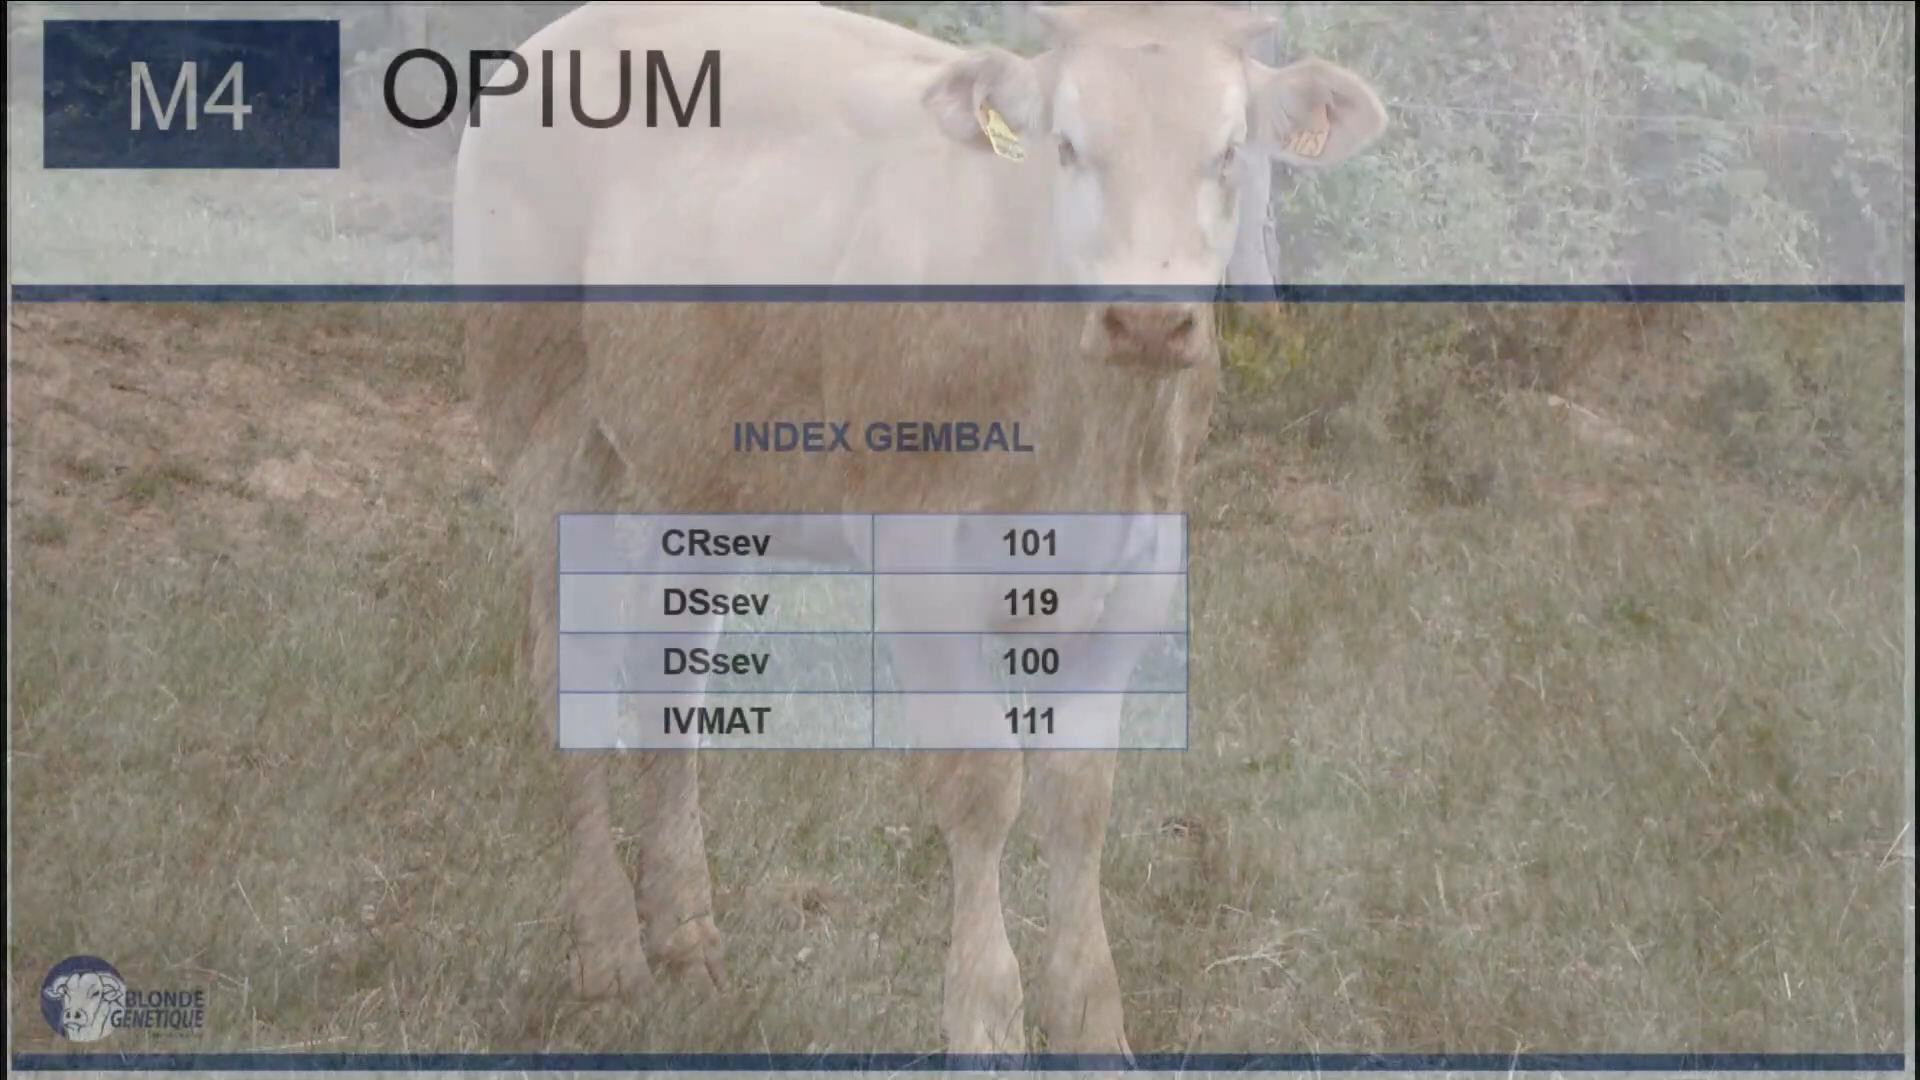 M4 OPIUM
INDEX GEMBAL
CRsev 101
DSsev 119
DSsev 100
IVMAT 111
BLONDE
GENETIQUE